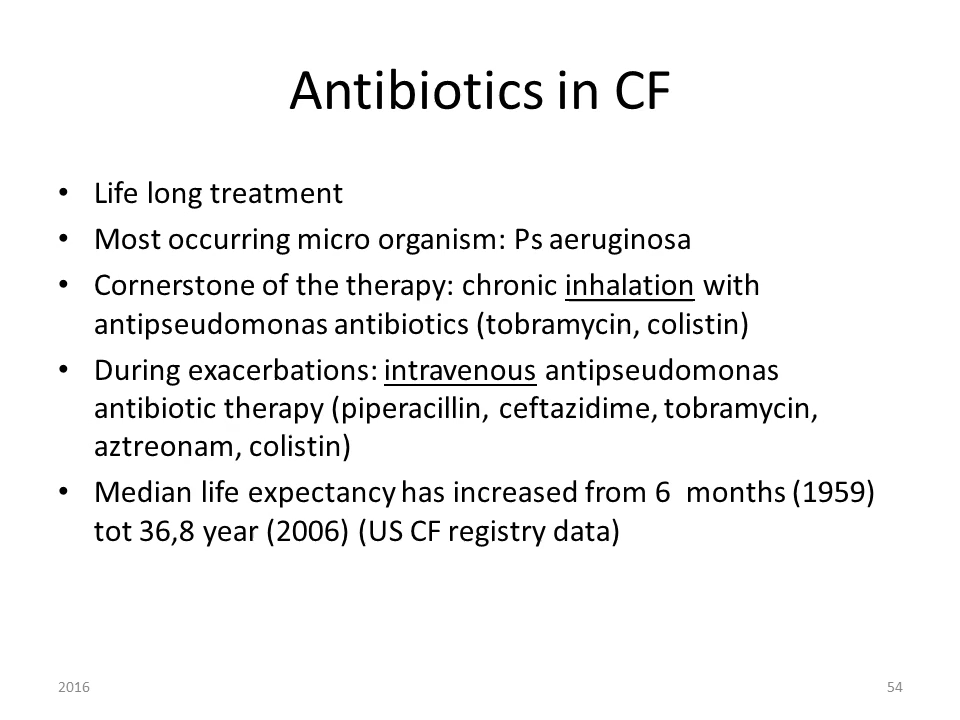 Antibiotics in CF
• Life long treatment
• Most occurring micro organism: Ps aeruginosa
• Cornerstone of the therapy: chronic inhalation with
antipseudomonas antibiotics (tobramycin, colistin)
• During exacerbations: intravenous antipseudomonas
antibiotic therapy (piperacillin, ceftazidime, tobramycin,
aztreonam, colistin)
• Median life expectancy has increased from 6  months (1959)
tot 36,8 year (2006) (US CF registry data)
2016
54